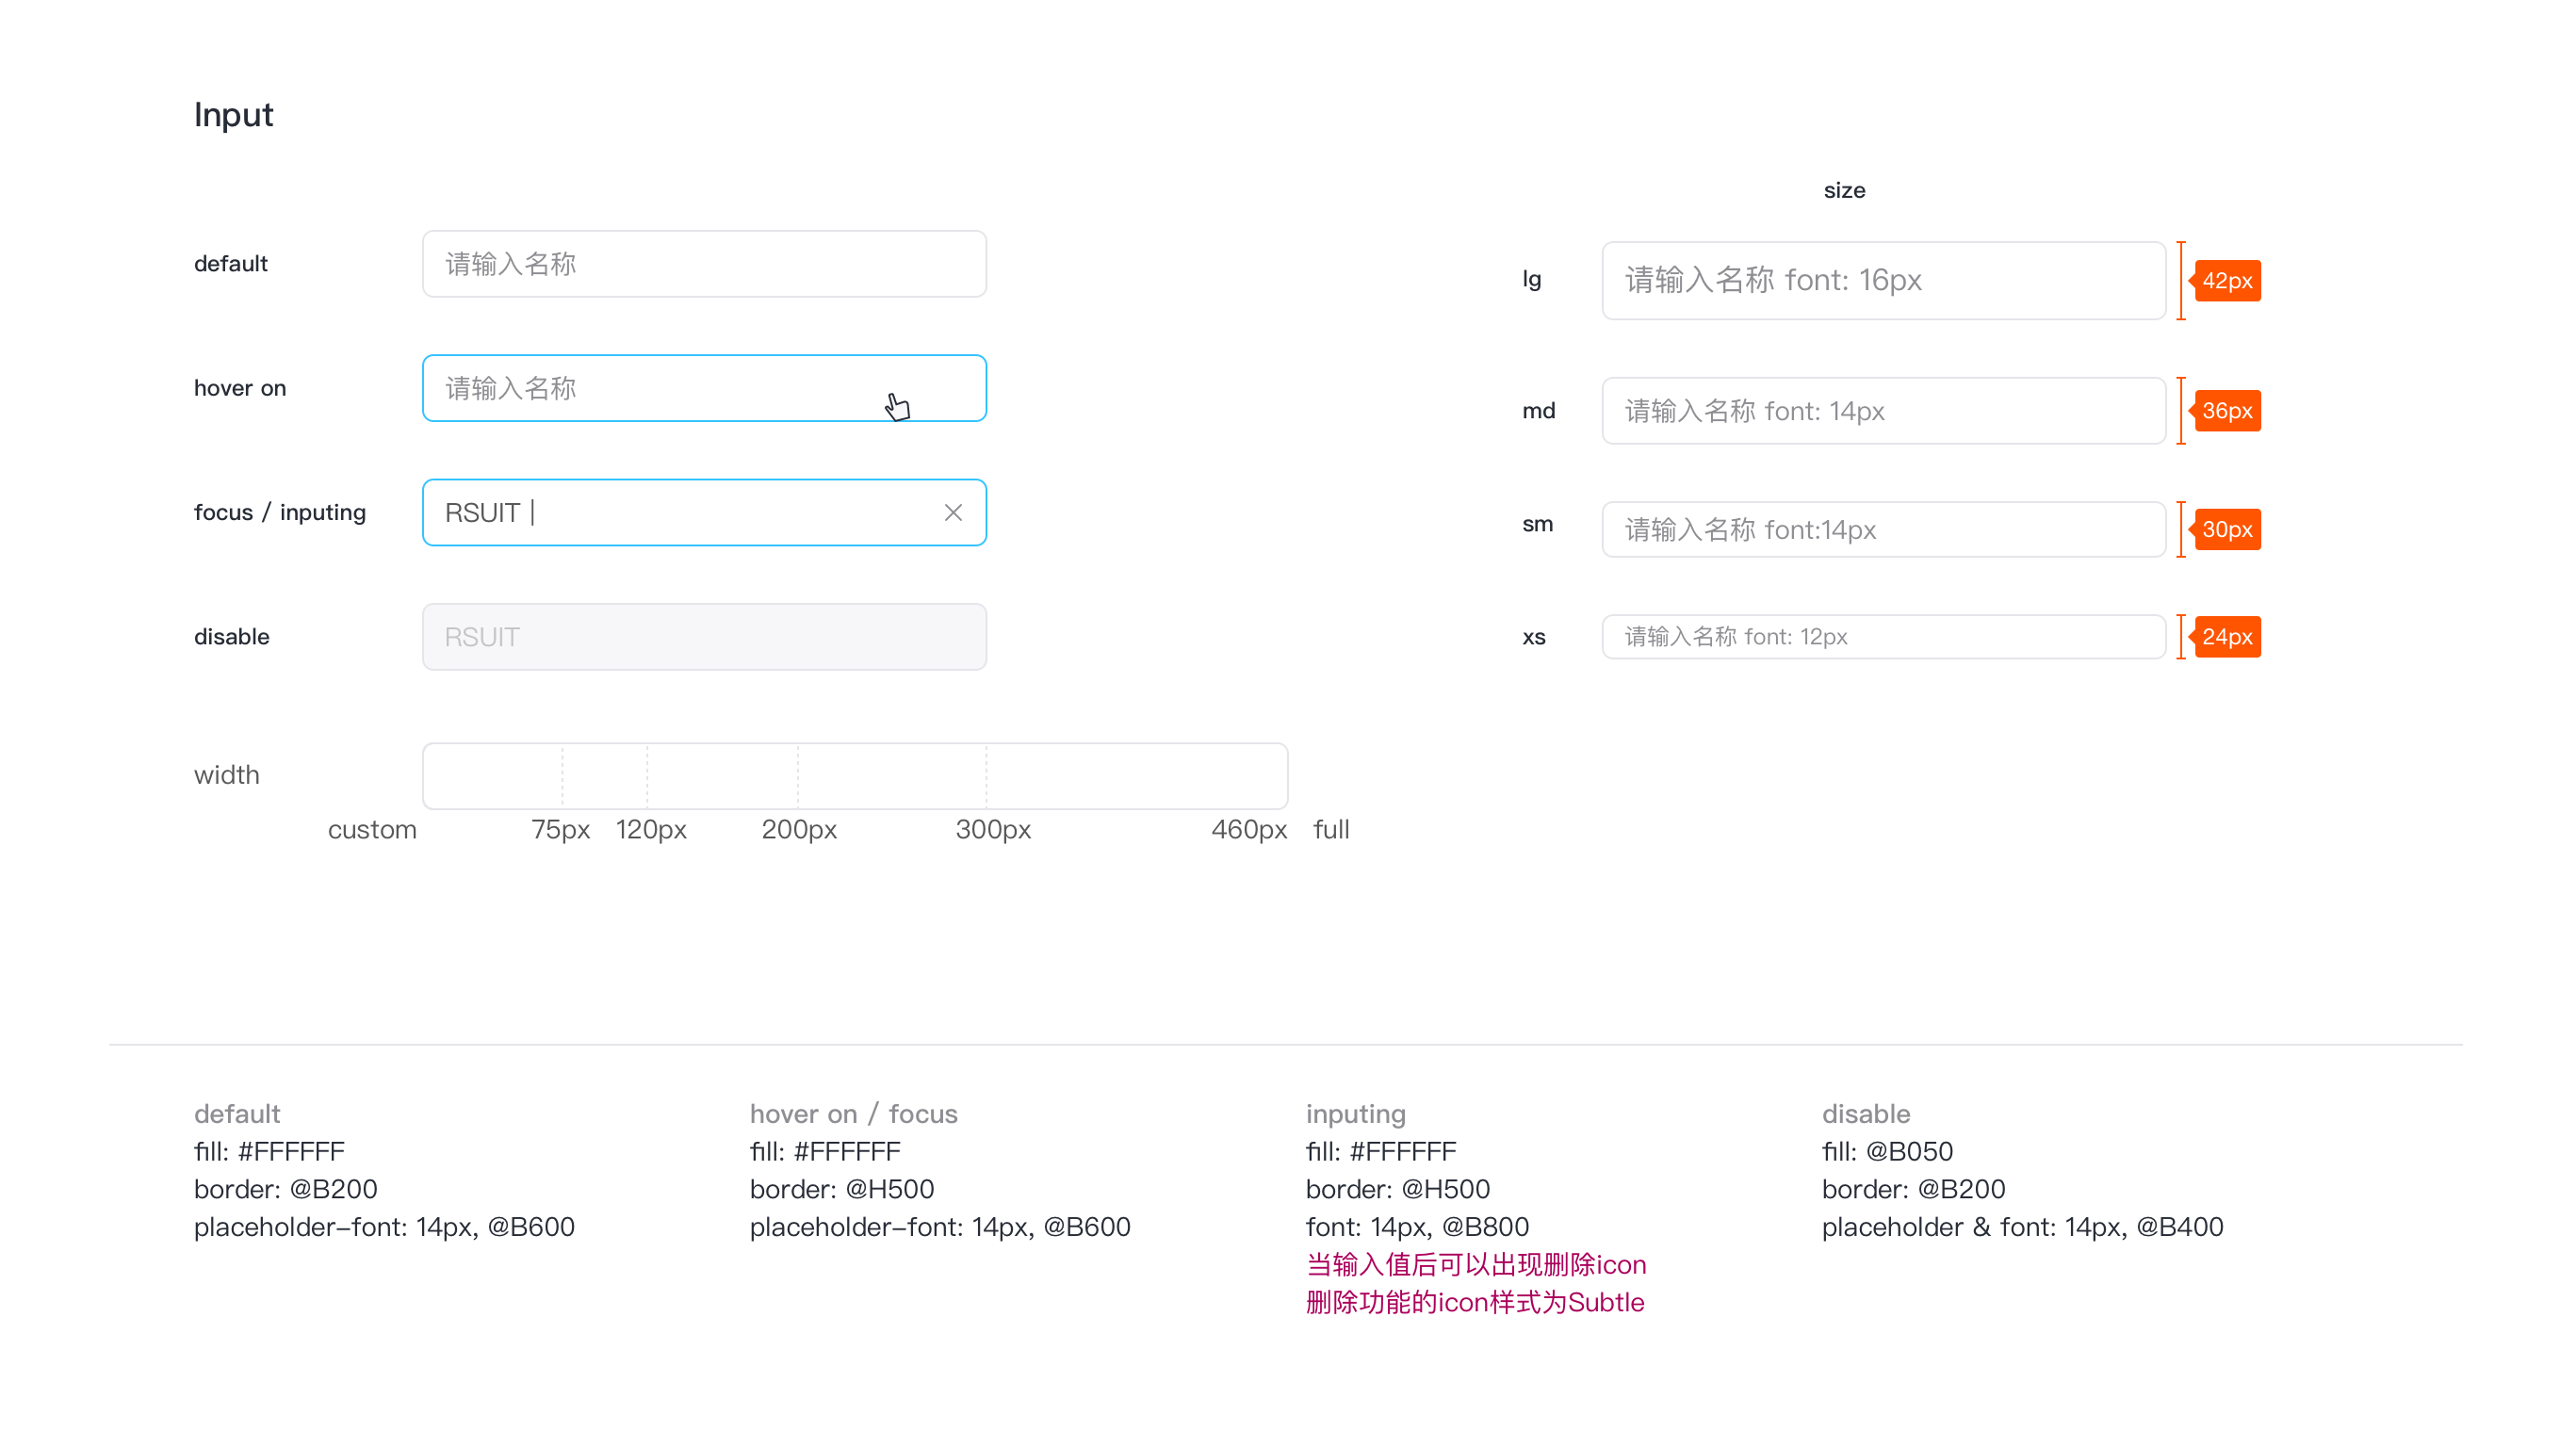 Input
default
请输入名称
hover on
请输入名称
focus / inputing
RSUIT |
disable
RSUIT
width
custom 75px 120px 200px 300px 460px full
size
lg
请输入名称 font: 16px
42px
md
请输入名称 font: 14px
36px
sm
请输入名称 font:14px
30px
xs
请输入名称 font: 12px
24px
default
fill: #FFFFFF
border: @B200
placeholder-font: 14px, @B600
hover on / focus
fill: #FFFFFF
border: @H500
placeholder-font: 14px, @B600
inputing
fill: #FFFFFF
border: @H500
font: 14px, @B800
当输入值后可以出现删除icon
删除功能的icon样式为Subtle
disable
fill: @B050
border: @B200
placeholder & font: 14px, @B400